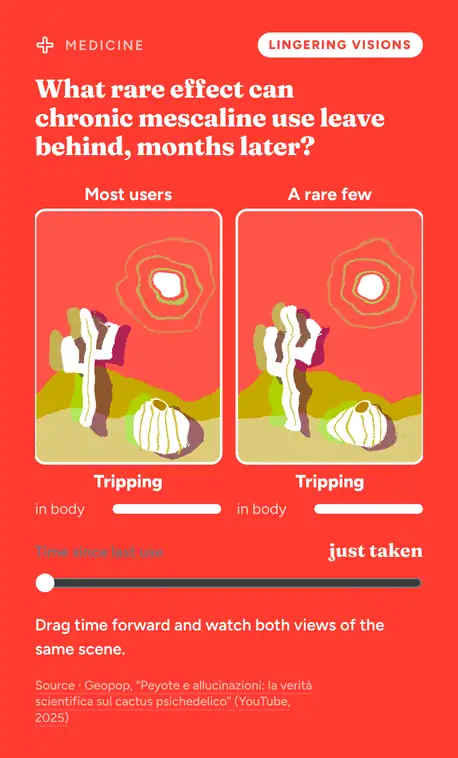 MEDICINE
LINGERING VISIONS
What rare effect can
chronic mescaline use leave
behind, months later?
Most users
A rare few
Tripping
Tripping
in body
in body
Time since last use
just taken
Drag time forward and watch both views of the
same scene.
Source · Geopop, “Peyote e allucinazioni: la verità
scientifica sul cactus psichedelico” (YouTube,
2025)